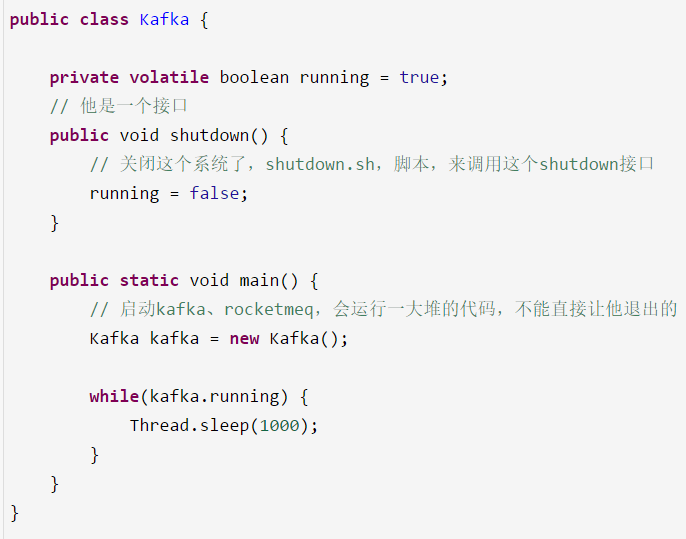 public class Kafka {
private volatile boolean running = true;
// 他是一个接口
public void shutdown() {
// 关闭这个系统了，shutdown.sh，脚本，来调用这个shutdown接口
running = false;
}
public static void main() {
// 启动kafka、rocketmeq，会运行一大堆的代码，不能直接让他退出的
Kafka kafka = new Kafka();
while(kafka.running) {
Thread.sleep(1000);
}
}
}